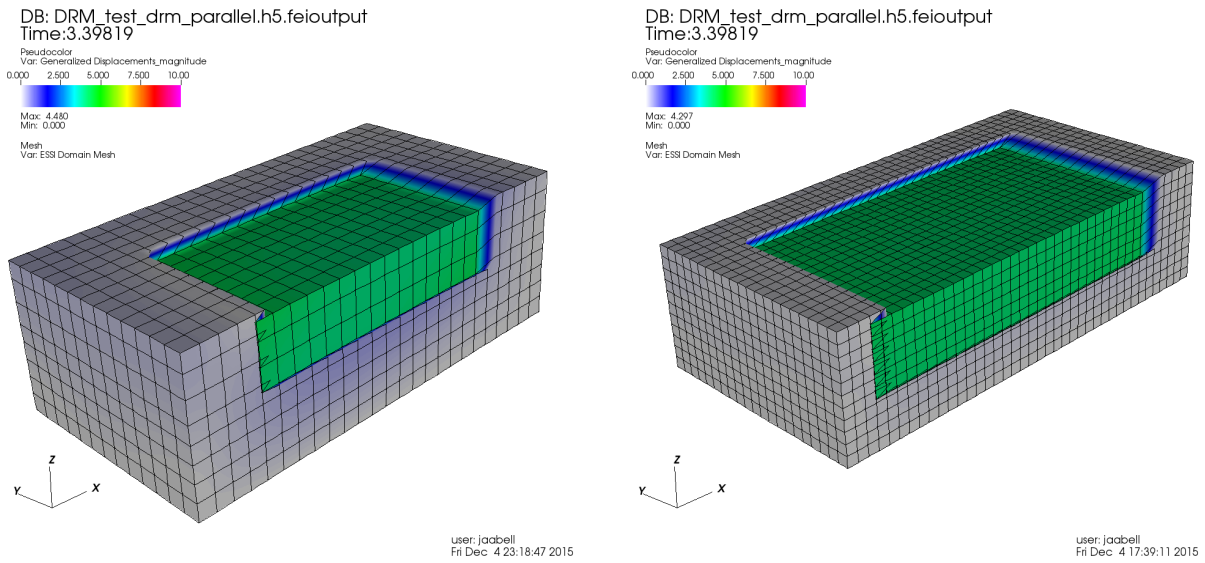 DB: DRM_test_drm_parallel.h5.feioutput
Time:3.39819
Pseudocolor
Var: Generalized Displacements_magnitude
0.000 2.500 5.000 7.500 10.00
Max: 4.480
Min: 0.000
Mesh
Var: ESSI Domain Mesh
Z
Y
X
user: jaabell
Fri Dec 4 23:18:47 2015
DB: DRM_test_drm_parallel.h5.feioutput
Time:3.39819
Pseudocolor
Var: Generalized Displacements_magnitude
0.000 2.500 5.000 7.500 10.00
Max: 4.297
Min: 0.000
Mesh
Var: ESSI Domain Mesh
Z
Y
X
user: jaabell
Fri Dec 4 17:39:11 2015